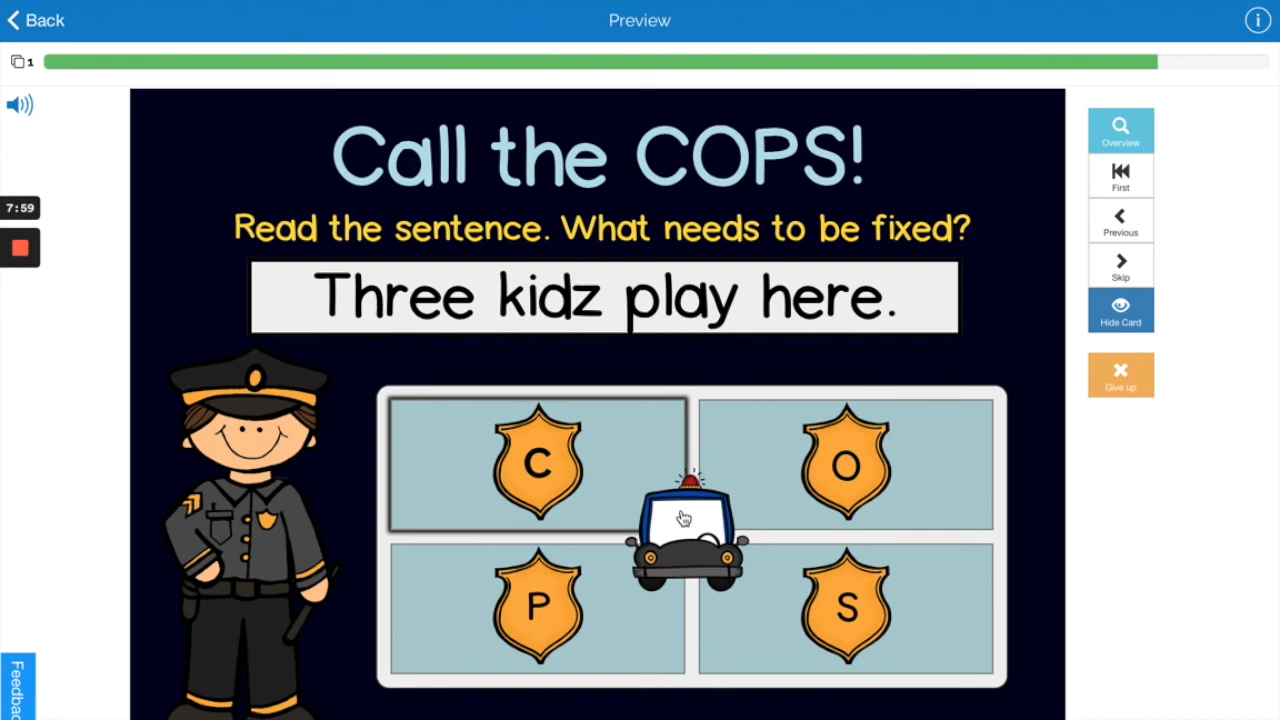 Back
Preview
i
1
7:59
Call the COPS!
Read the sentence. What needs to be fixed?
Three kidz play here.
C
O
P
S
Overview
First
Previous
Skip
Hide Card
Give up